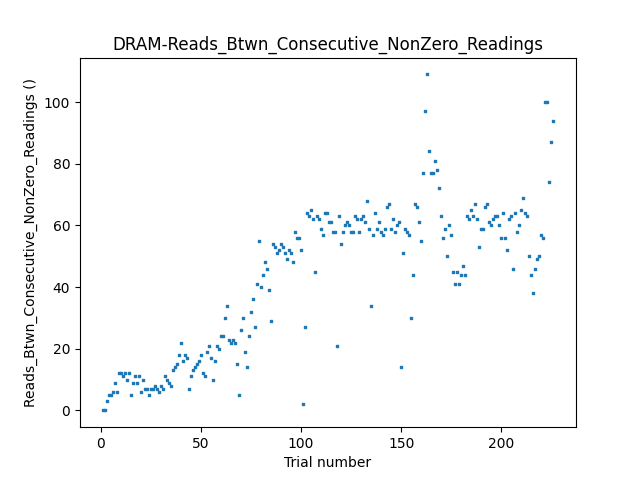 DRAM-Reads_Btwn_Consecutive_NonZero_Readings
Reads_Btwn_Consecutive_NonZero_Readings ()
100
80
60
40
20
0
0 50 100 150 200
Trial number